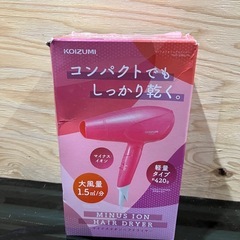 KOIZUMI
コンパクトでも
しっかり乾く。
マイナス
イオン
大風量
1.5㎥/分
軽量
タイプ
*420g
MINUS ION
HAIR DRYER